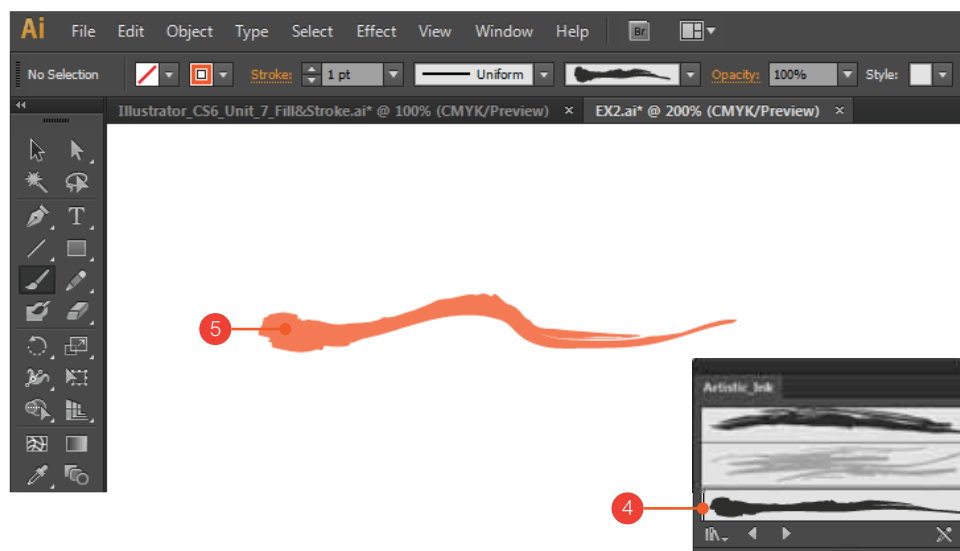 Ai File Edit Object Type Select Effect View Window Help Br
No Selection Stroke: 1 pt Uniform Opacity: 100% Style:
Illustrator_CS6_Unit_7_Fill&Stroke.ai* @ 100% (CMYK/Preview) × EX2.ai* @ 200% (CMYK/Preview) ×
T
5
Artistic_Ink
4